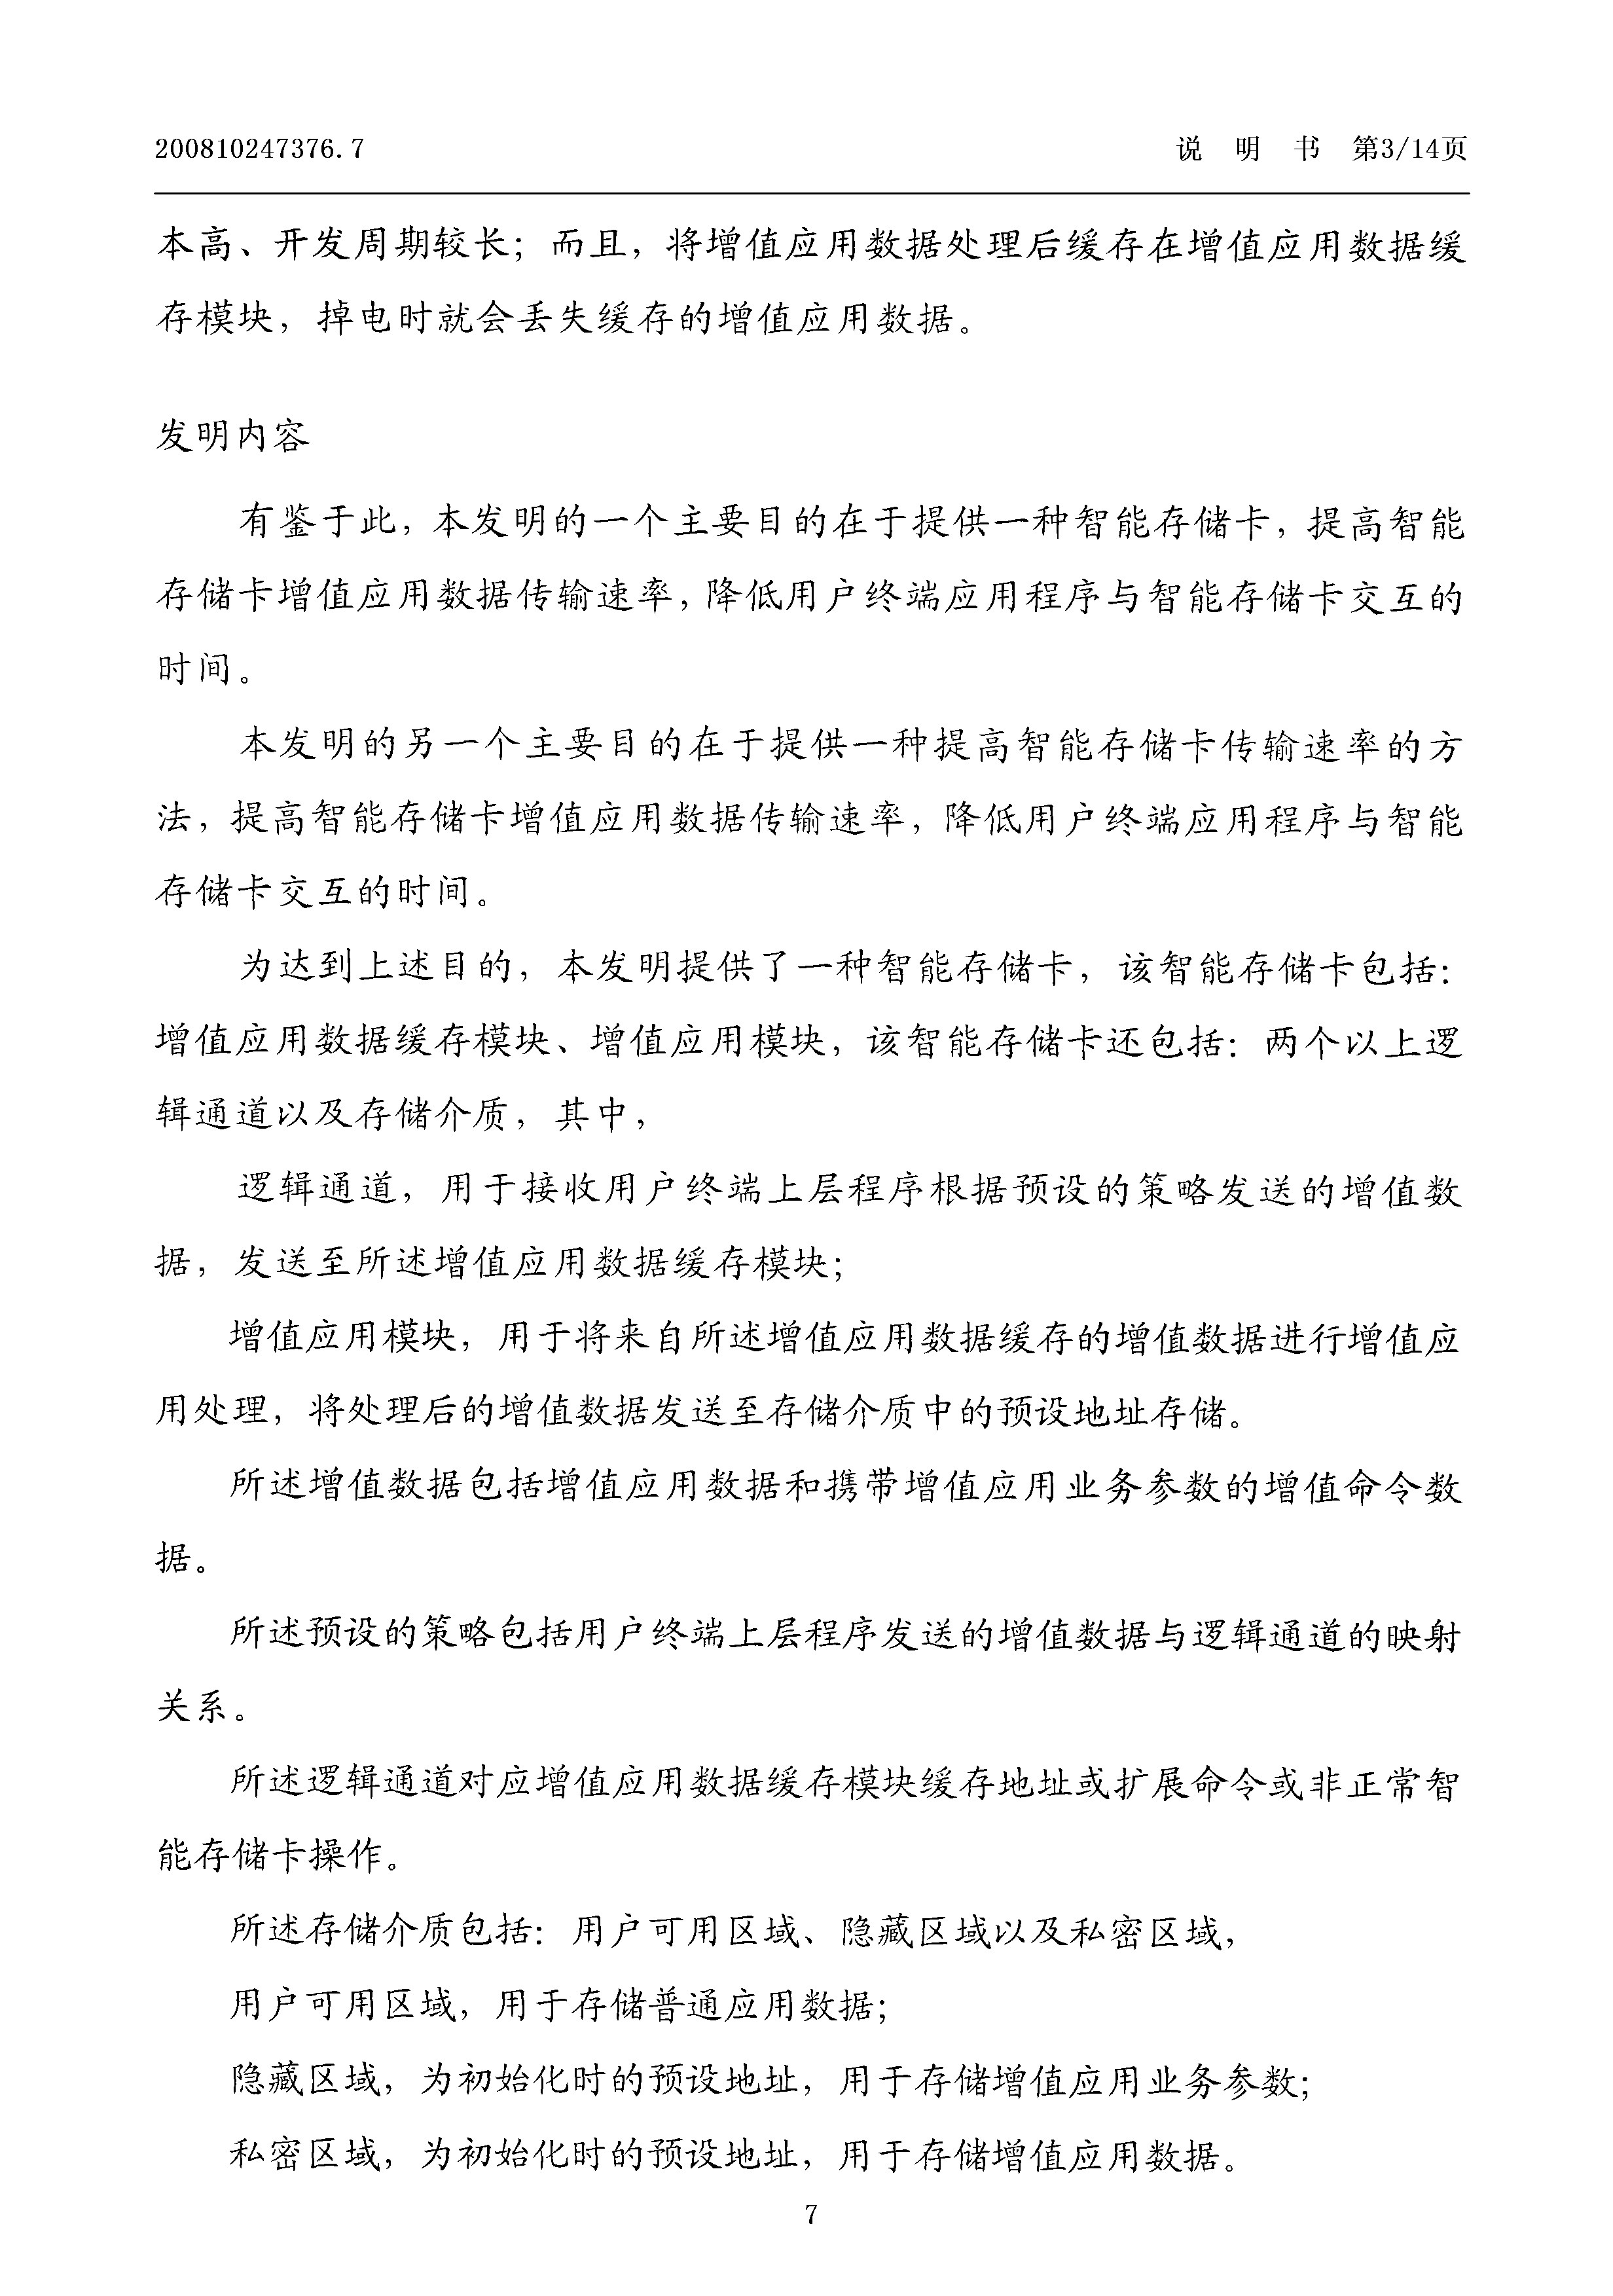 200810247376.7 说 明 书 第3/14页
本高、开发周期较长；而且，将增值应用数据处理后缓存在增值应用数据缓
存模块，掉电时就会丢失缓存的增值应用数据。
发明内容
有鉴于此，本发明的一个主要目的在于提供一种智能存储卡，提高智能
存储卡增值应用数据传输速率，降低用户终端应用程序与智能存储卡交互的
时间。
本发明的另一个主要目的在于提供一种提高智能存储卡传输速率的方
法，提高智能存储卡增值应用数据传输速率，降低用户终端应用程序与智能
存储卡交互的时间。
为达到上述目的，本发明提供了一种智能存储卡，该智能存储卡包括：
增值应用数据缓存模块、增值应用模块，该智能存储卡还包括：两个以上逻
辑通道以及存储介质，其中，
逻辑通道，用于接收用户终端上层程序根据预设的策略发送的增值数
据，发送至所述增值应用数据缓存模块；
增值应用模块，用于将来自所述增值应用数据缓存的增值数据进行增值应
用处理，将处理后的增值数据发送至存储介质中的预设地址存储。
所述增值数据包括增值应用数据和携带增值应用业务参数的增值命令数
据。
所述预设的策略包括用户终端上层程序发送的增值数据与逻辑通道的映射
关系。
所述逻辑通道对应增值应用数据缓存模块缓存地址或扩展命令或非正常智
能存储卡操作。
所述存储介质包括：用户可用区域、隐藏区域以及私密区域，
用户可用区域，用于存储普通应用数据；
隐藏区域，为初始化时的预设地址，用于存储增值应用业务参数；
私密区域，为初始化时的预设地址，用于存储增值应用数据。
7